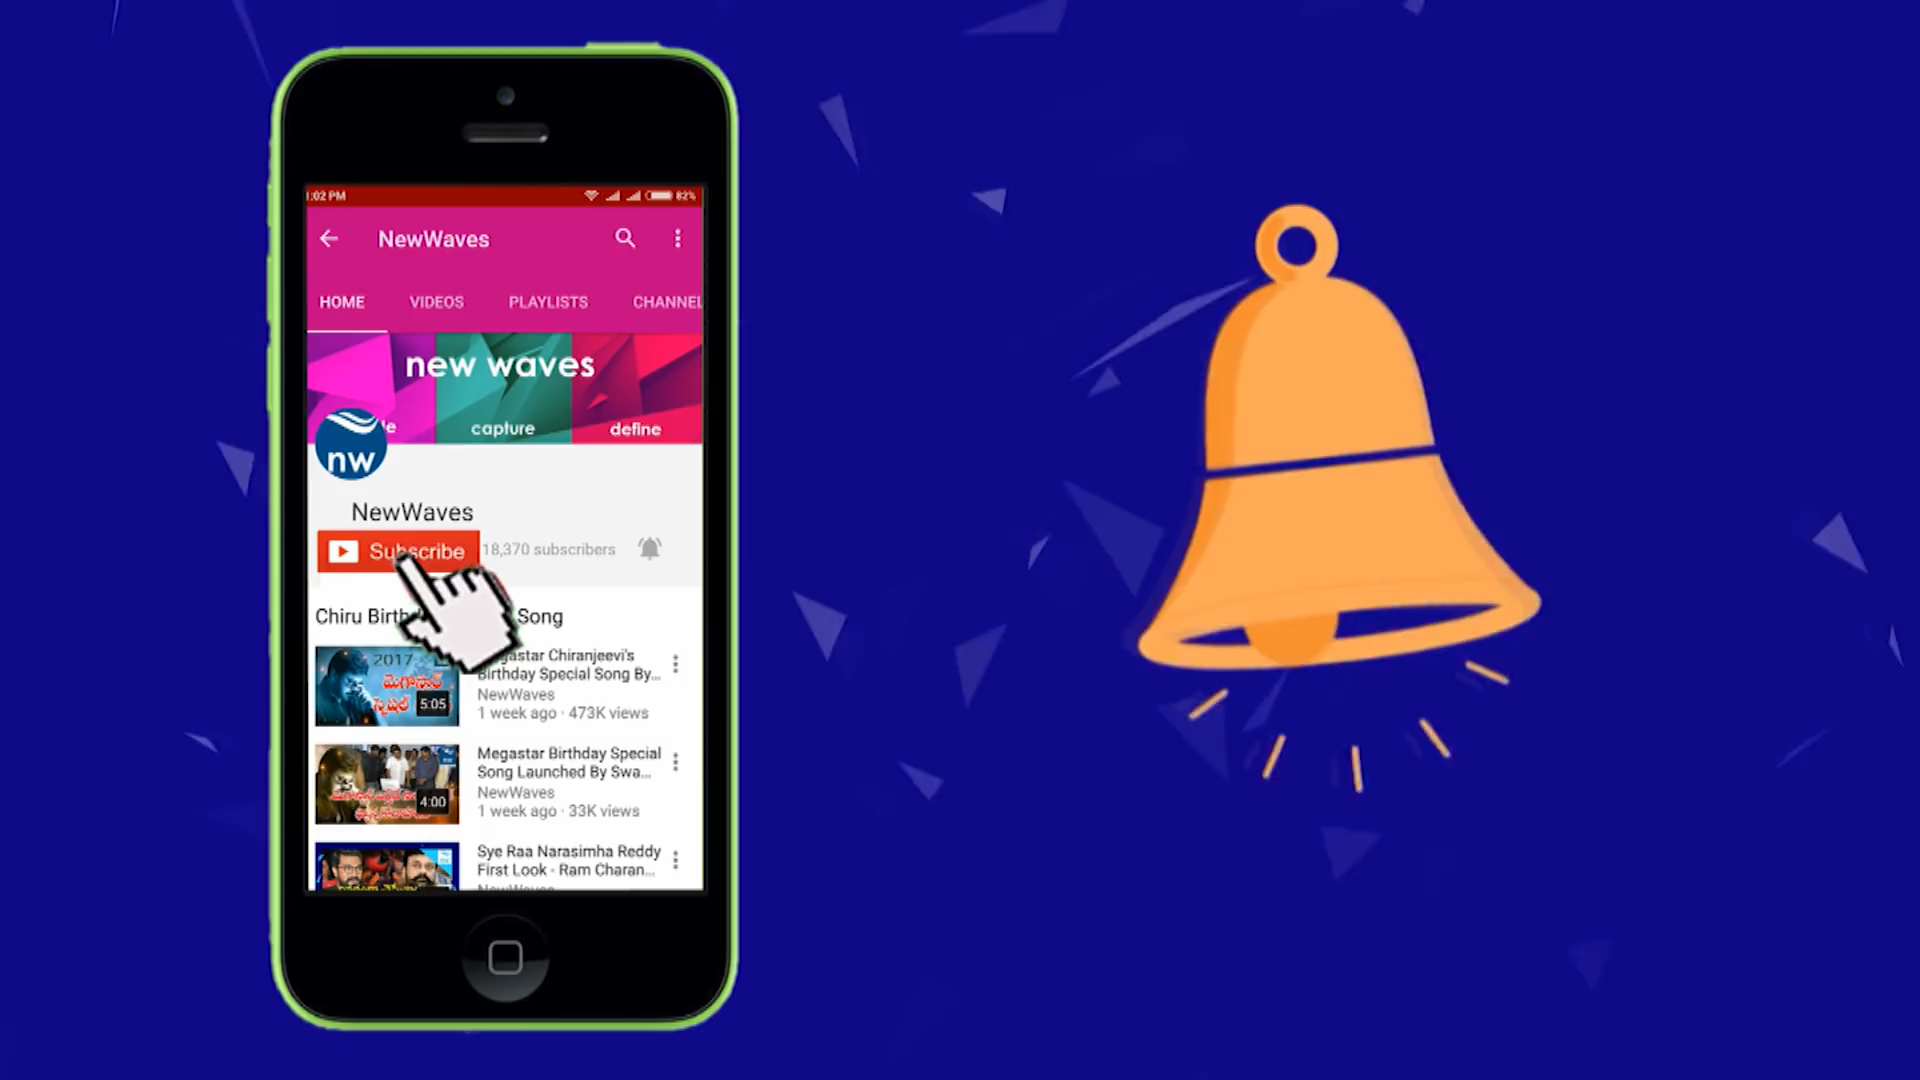 1:02 PM
82%
NewWaves
HOME VIDEOS PLAYLISTS CHANNEL
new waves
capture define
nw
NewWaves
Subscribe 18,370 subscribers
Chiru Song
2017
మెగాస్టార్
స్పెషల్ 5:05
Chiranjeevi's
Birthday Special Song By...
NewWaves
1 week ago · 473K views
4:00
Megastar Birthday Special
Song Launched By Swa...
NewWaves
1 week ago · 33K views
Sye Raa Narasimha Reddy
First Look - Ram Charan...